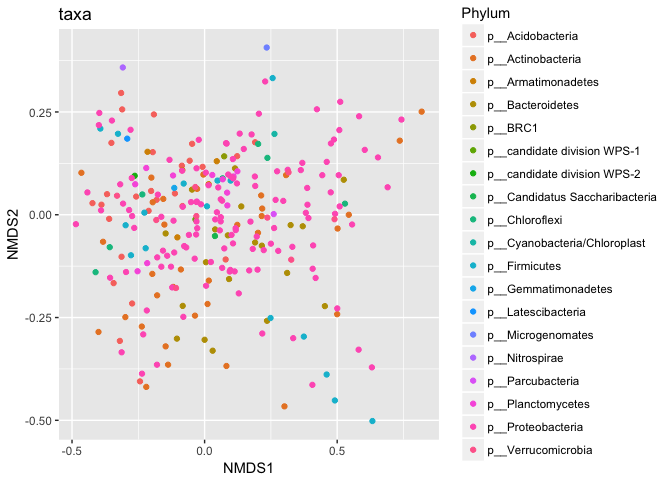 taxa
NMDS2
0.25
0.00
-0.25
-0.50
-0.5
0.0
0.5
NMDS1
Phylum
p__Acidobacteria
p__Actinobacteria
p__Armatimonadetes
p__Bacteroidetes
p__BRC1
p__candidate division WPS-1
p__candidate division WPS-2
p__Candidatus Saccharibacteria
p__Chloroflexi
p__Cyanobacteria/Chloroplast
p__Firmicutes
p__Gemmatimonadetes
p__Latescibacteria
p__Microgenomates
p__Nitrospirae
p__Parcubacteria
p__Planctomycetes
p__Proteobacteria
p__Verrucomicrobia